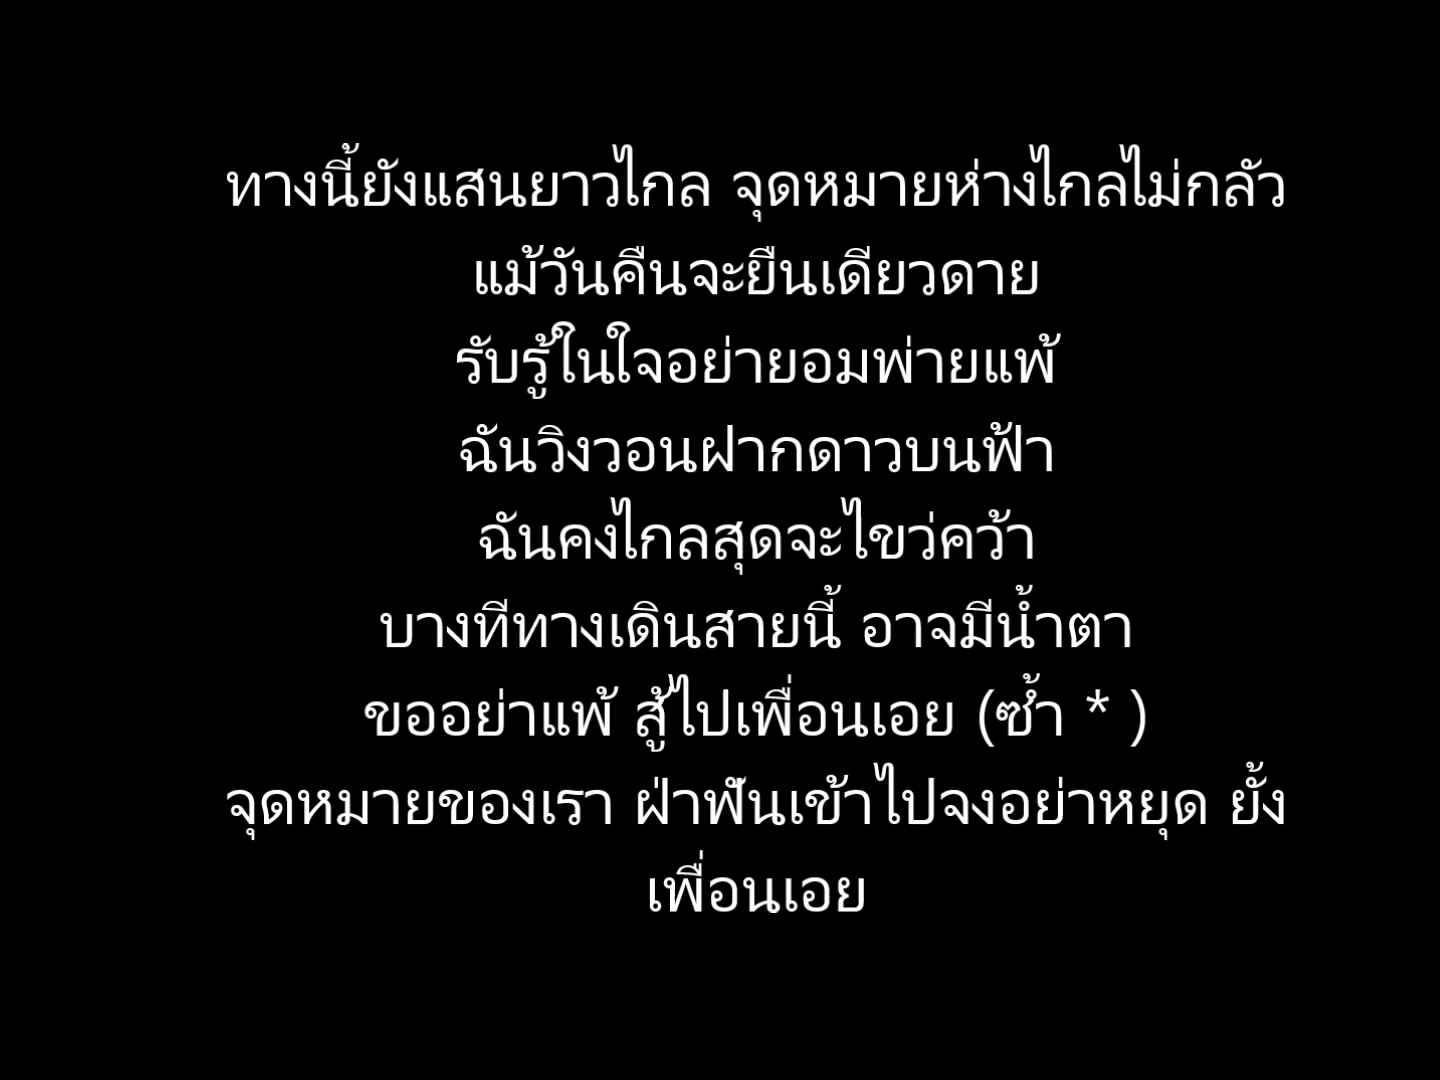 ทางนี้ยังแสนยาวไกล จุดหมายห่างไกลไม่กลัว
แม้วันคืนจะยืนเดียวดาย
รับรู้ในใจอย่ายอมพ่ายแพ้
ฉันวิงวอนฝากดาวบนฟ้า
ฉันคงไกลสุดจะไขว่คว้า
บางทีทางเดินสายนี้ อาจมีน้ำตา
ขออย่าแพ้ สู้ไปเพื่อนเอย (ซ้ำ * )
จุดหมายของเรา ฝ่าฟันเข้าไปจงอย่าหยุด ยั้ง
เพื่อนเอย